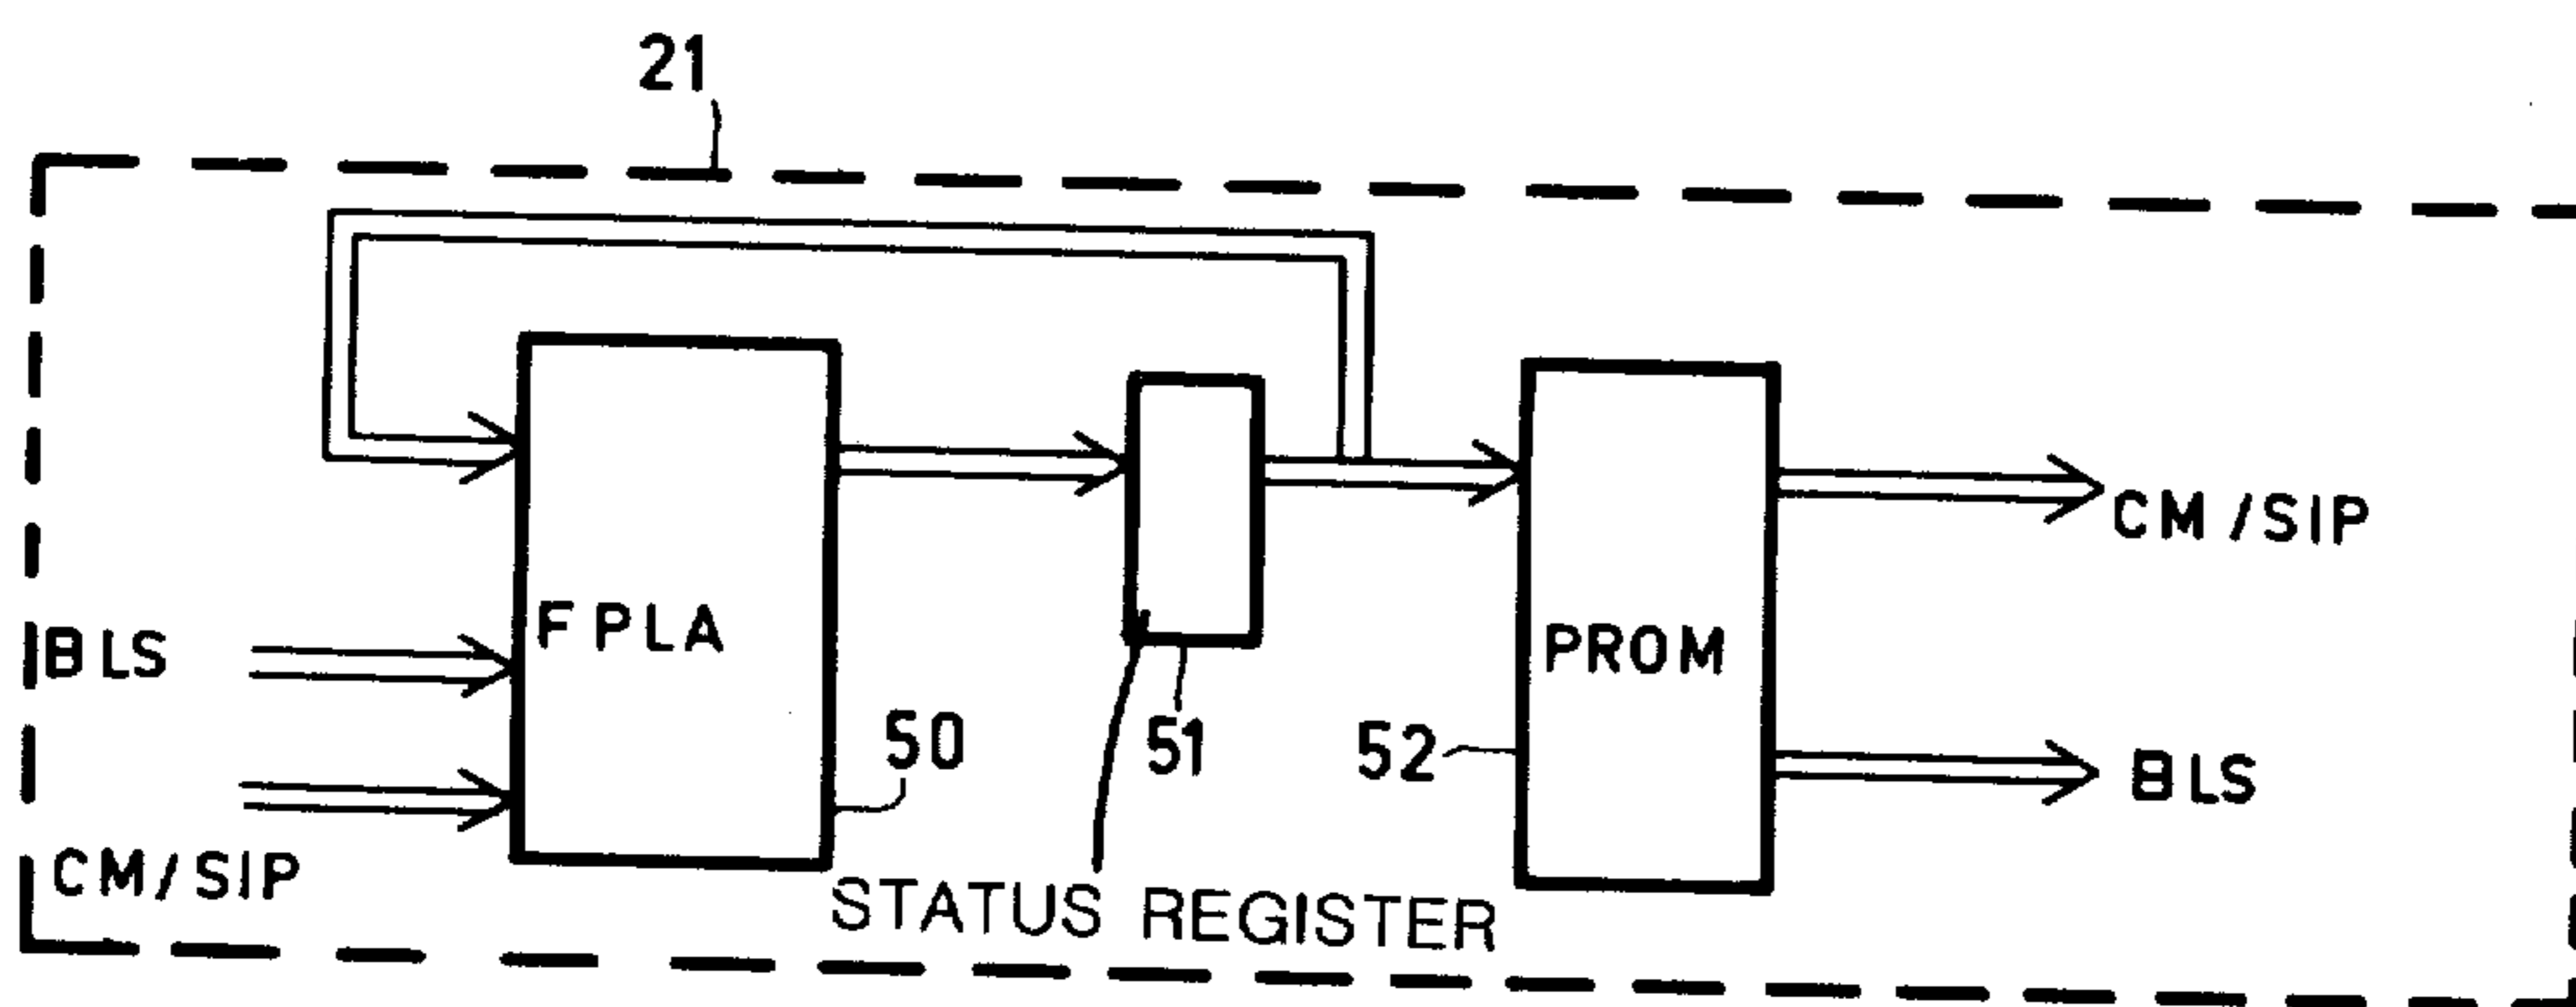 21
CM/SIP
FPLA
BLS
PROM
50
51
52
BLS
CM/SIP
STATUS REGISTER